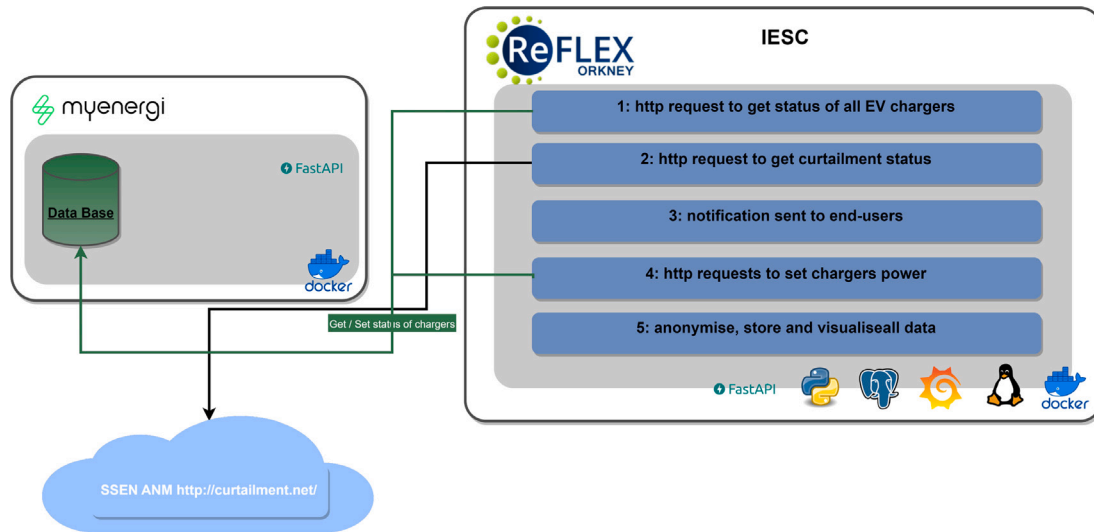 ReFLEX
ORKNEY
IESC
myenergi
1: http request to get status of all EV chargers
FastAPI
2: http request to get curtailment status
Data Base
3: notification sent to end-users
docker
4: http requests to set chargers power
Get / Set status of chargers
5: anonymise, store and visualiseall data
FastAPI
docker
SSEN ANM http://curtailment.net/